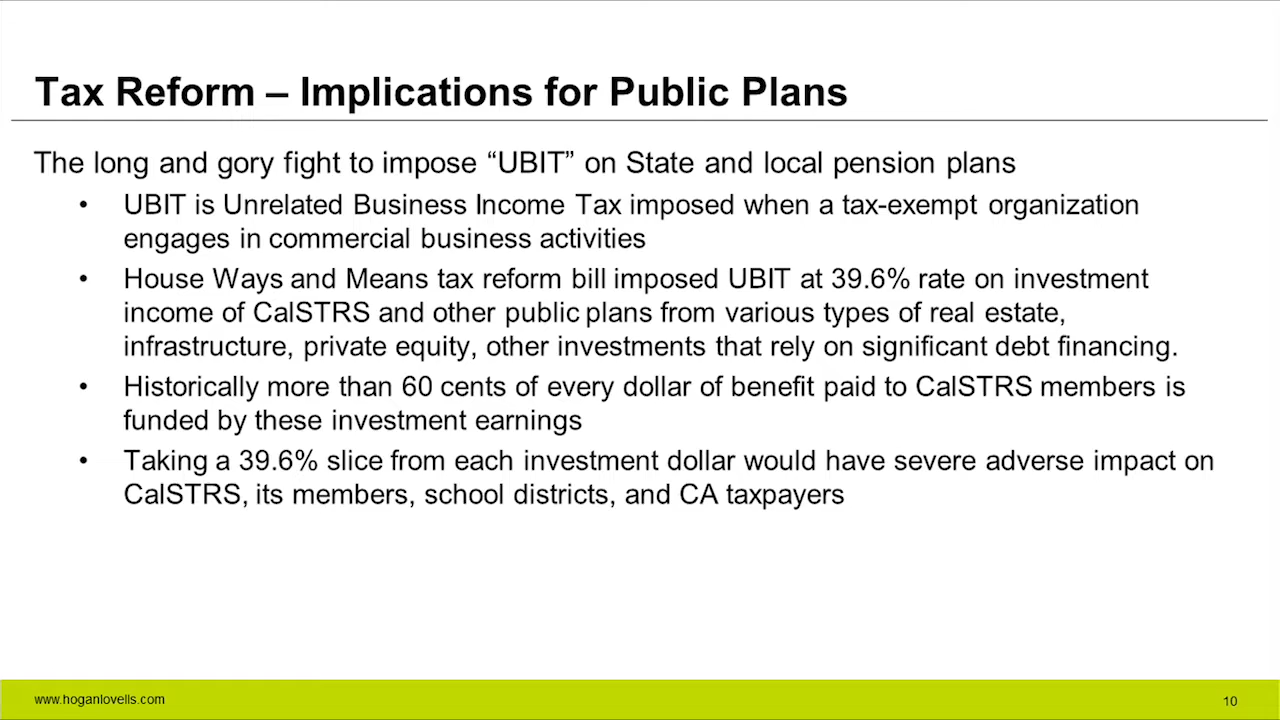 Tax Reform – Implications for Public Plans
The long and gory fight to impose “UBIT” on State and local pension plans
• UBIT is Unrelated Business Income Tax imposed when a tax-exempt organization
engages in commercial business activities
• House Ways and Means tax reform bill imposed UBIT at 39.6% rate on investment
income of CalSTRS and other public plans from various types of real estate,
infrastructure, private equity, other investments that rely on significant debt financing.
• Historically more than 60 cents of every dollar of benefit paid to CalSTRS members is
funded by these investment earnings
• Taking a 39.6% slice from each investment dollar would have severe adverse impact on
CalSTRS, its members, school districts, and CA taxpayers
www.hoganlovells.com
10